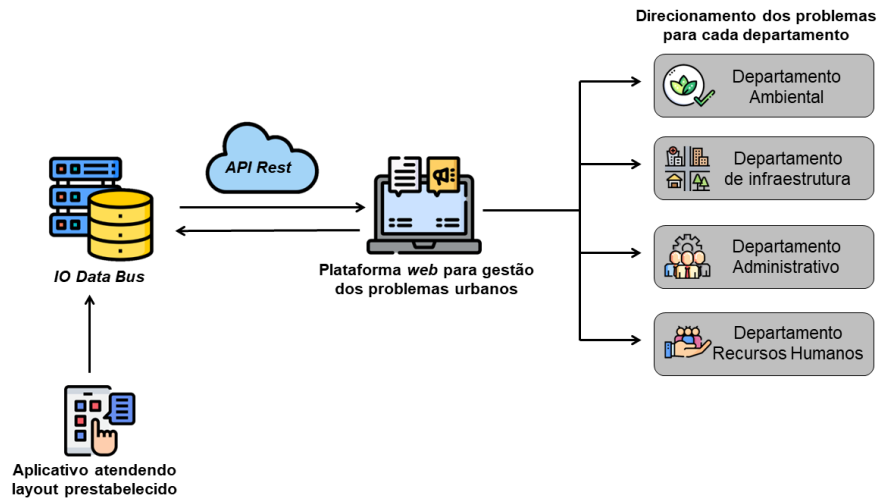 Direcionamento dos problemas
para cada departamento
Departamento
Ambiental
API Rest
Departamento
de infraestrutura
IO Data Bus
Plataforma web para gestão
dos problemas urbanos
Departamento
Administrativo
Departamento
Recursos Humanos
Aplicativo atendendo
layout prestabelecido